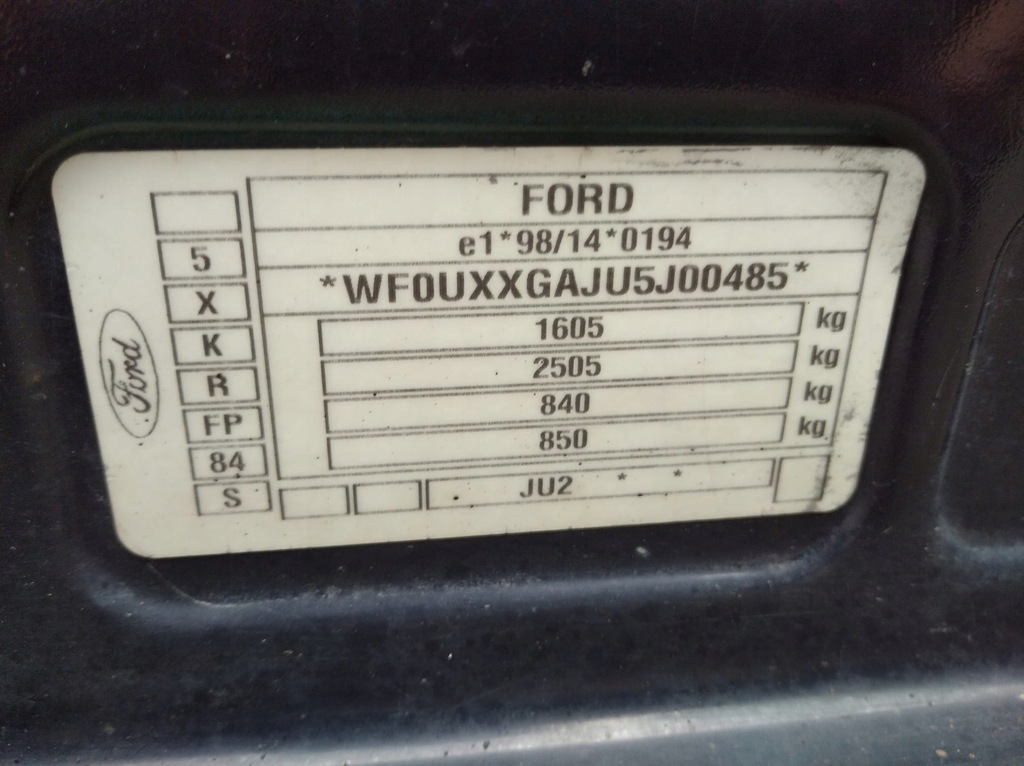 FORD
e1*98/14*0194
*WF0UXXGAJU5J00485*
1605 kg
2505 kg
840 kg
850 kg
5
X
K
R
FP
84
S
JU2 * *
Ford